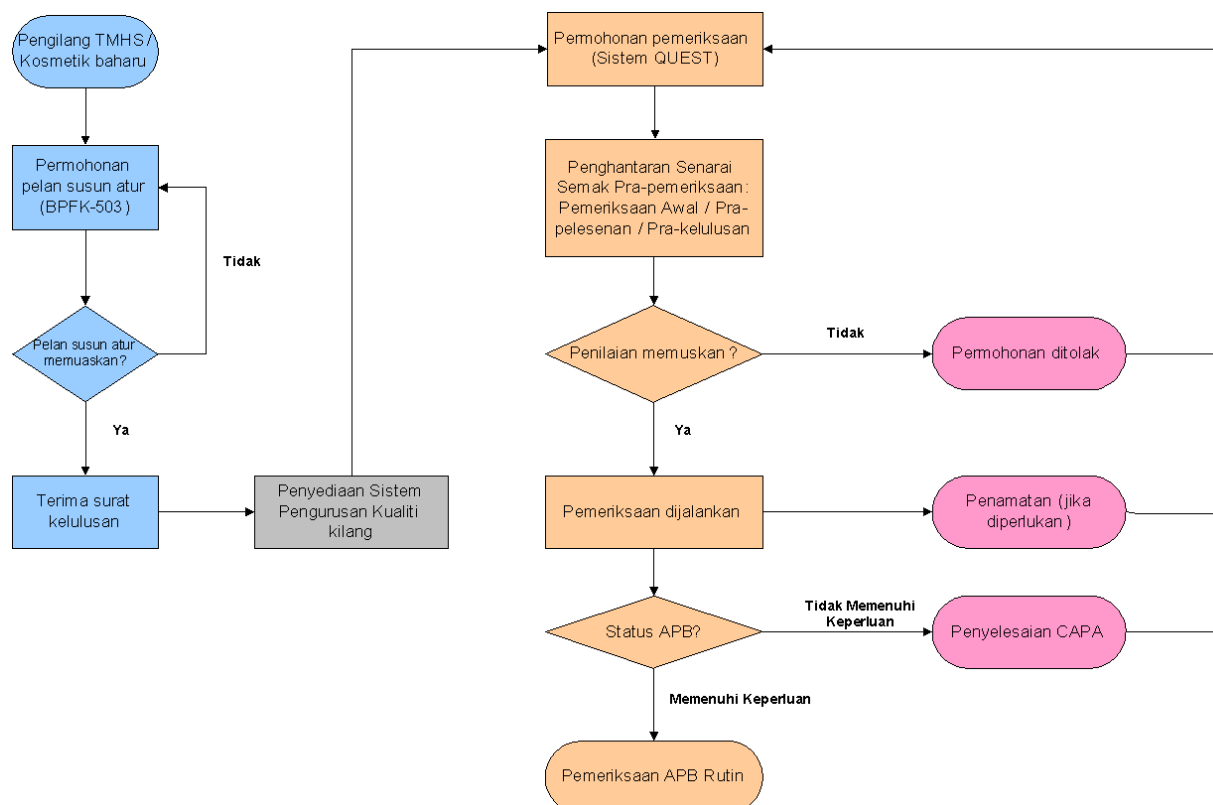 Pengilang TMHS /
Kosmetik baharu
Permohonan
pelan susun atur
(BPFK-503)
Tidak
Pelan susun atur
memuaskan?
Ya
Terima surat
kelulusan
Penyediaan Sistem
Pengurusan Kualiti
kilang
Permohonan pemeriksaan
(Sistem QUEST)
Penghantaran Senarai
Semak Pra-pemeriksaan:
Pemeriksaan Awal / Pra-
pelesenan / Pra-kelulusan
Penilaian memuskan ?
Tidak
Permohonan ditolak
Ya
Pemeriksaan dijalankan
Penamatan (jika
diperlukan )
Status APB?
Tidak Memenuhi
Keperluan
Penyelesaian CAPA
Memenuhi Keperluan
Pemeriksaan APB Rutin